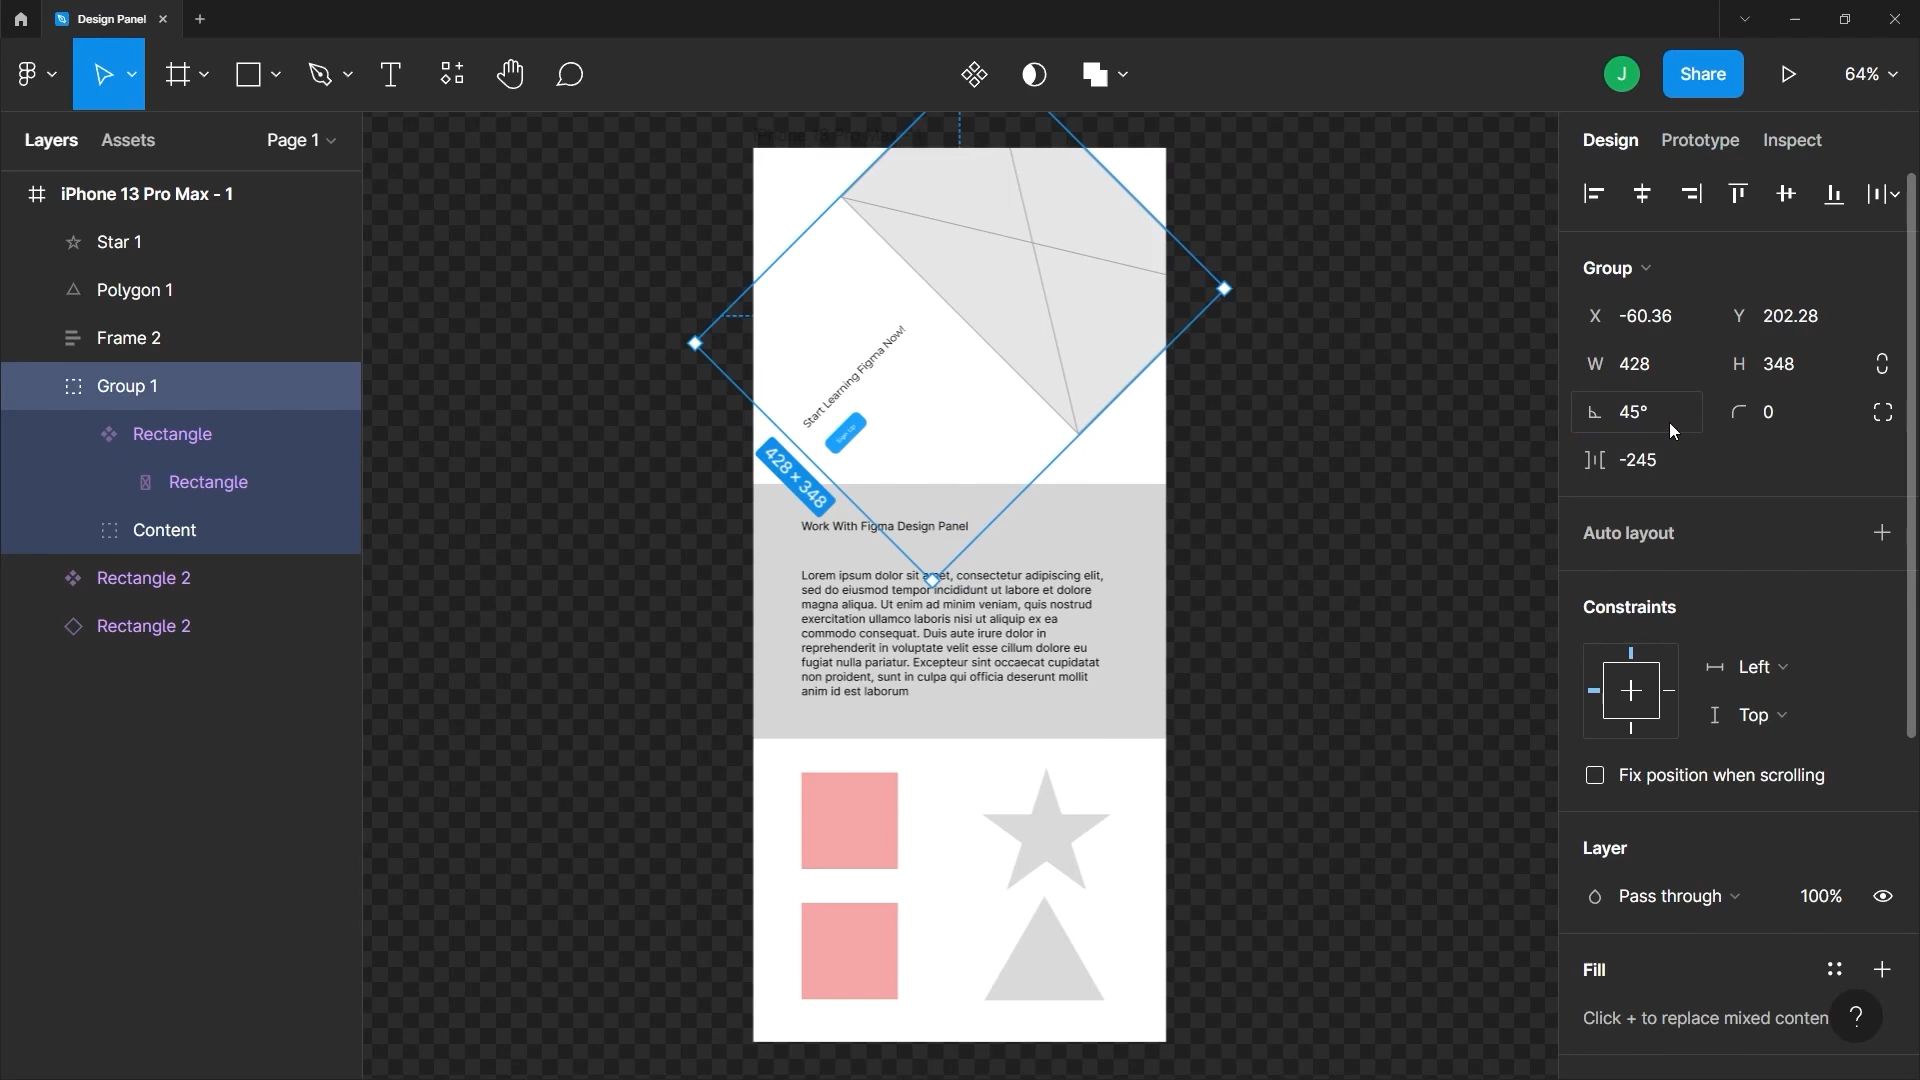 Design Panel
J
Share
64%
Layers
Assets
Page 1
Design
Prototype
Inspect
iPhone 13 Pro Max - 1
Star 1
Polygon 1
Frame 2
Group 1
Rectangle
Rectangle
Content
Rectangle 2
Rectangle 2
Start Learning Figma Now!
Sign Up
428 × 348
Work With Figma Design Panel
Lorem ipsum dolor sit amet, consectetur adipiscing elit,
sed do eiusmod tempor incididunt ut labore et dolore
magna aliqua. Ut enim ad minim veniam, quis nostrud
exercitation ullamco laboris nisi ut aliquip ex ea
commodo consequat. Duis aute irure dolor in
reprehenderit in voluptate velit esse cillum dolore eu
fugiat nulla pariatur. Excepteur sint occaecat cupidatat
non proident, sunt in culpa qui officia deserunt mollit
anim id est laborum
Group
X -60.36 Y 202.28
W 428 H 348
45° 0
-245
Auto layout
Constraints
Left
Top
Fix position when scrolling
Layer
Pass through 100%
Fill
Click + to replace mixed conten
?